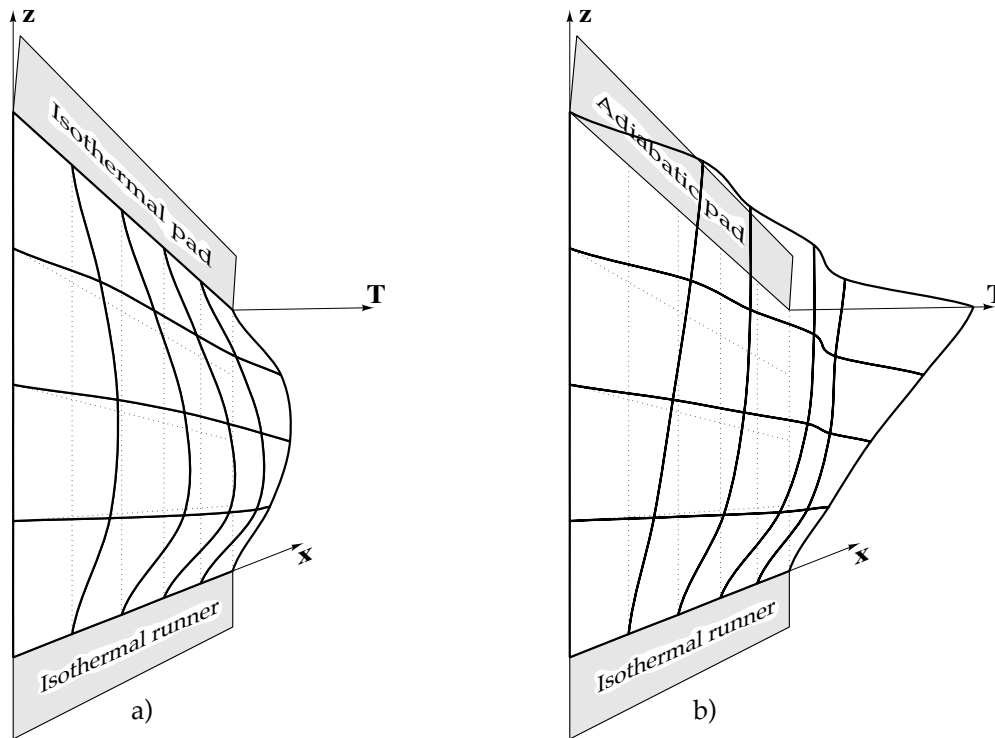 z
Isothermal pad
T
x
Isothermal runner
a)
z
Adiabatic pad
T
x
Isothermal runner
b)